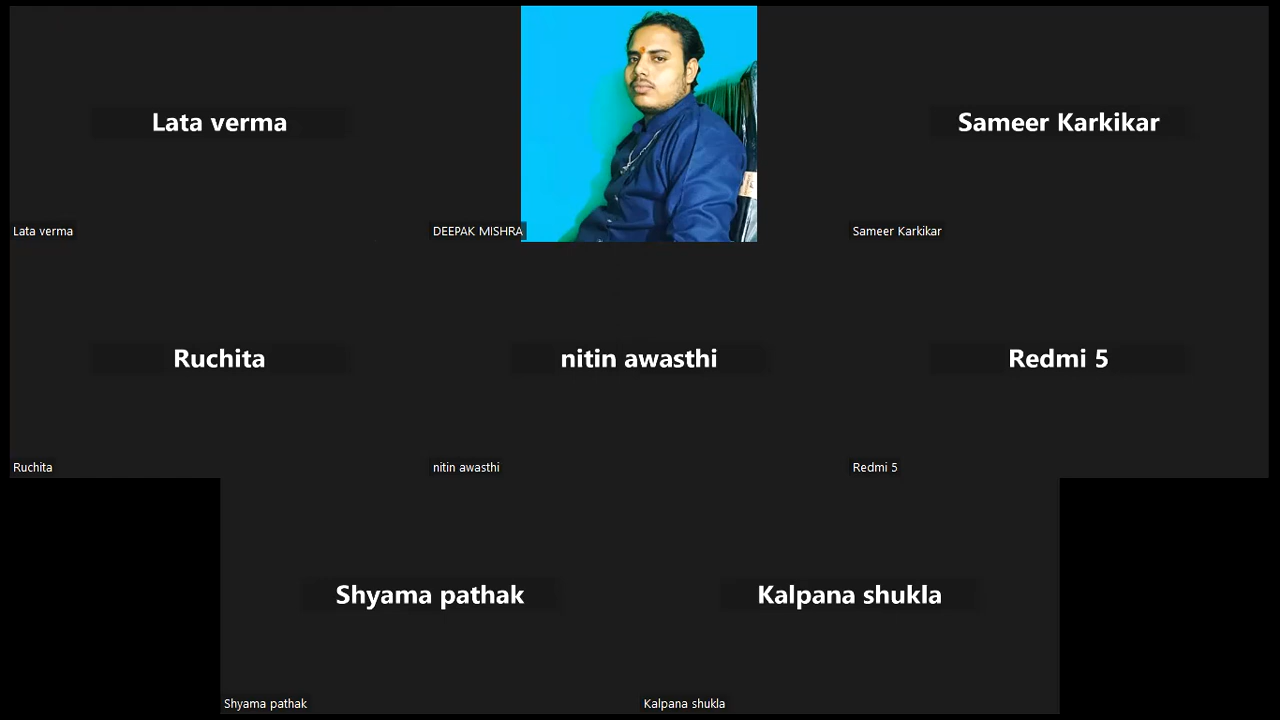 Lata verma
Sameer Karkikar
Lata verma
DEEPAK MISHRA
Sameer Karkikar
Ruchita
nitin awasthi
Redmi 5
Ruchita
nitin awasthi
Redmi 5
Shyama pathak
Kalpana shukla
Shyama pathak
Kalpana shukla